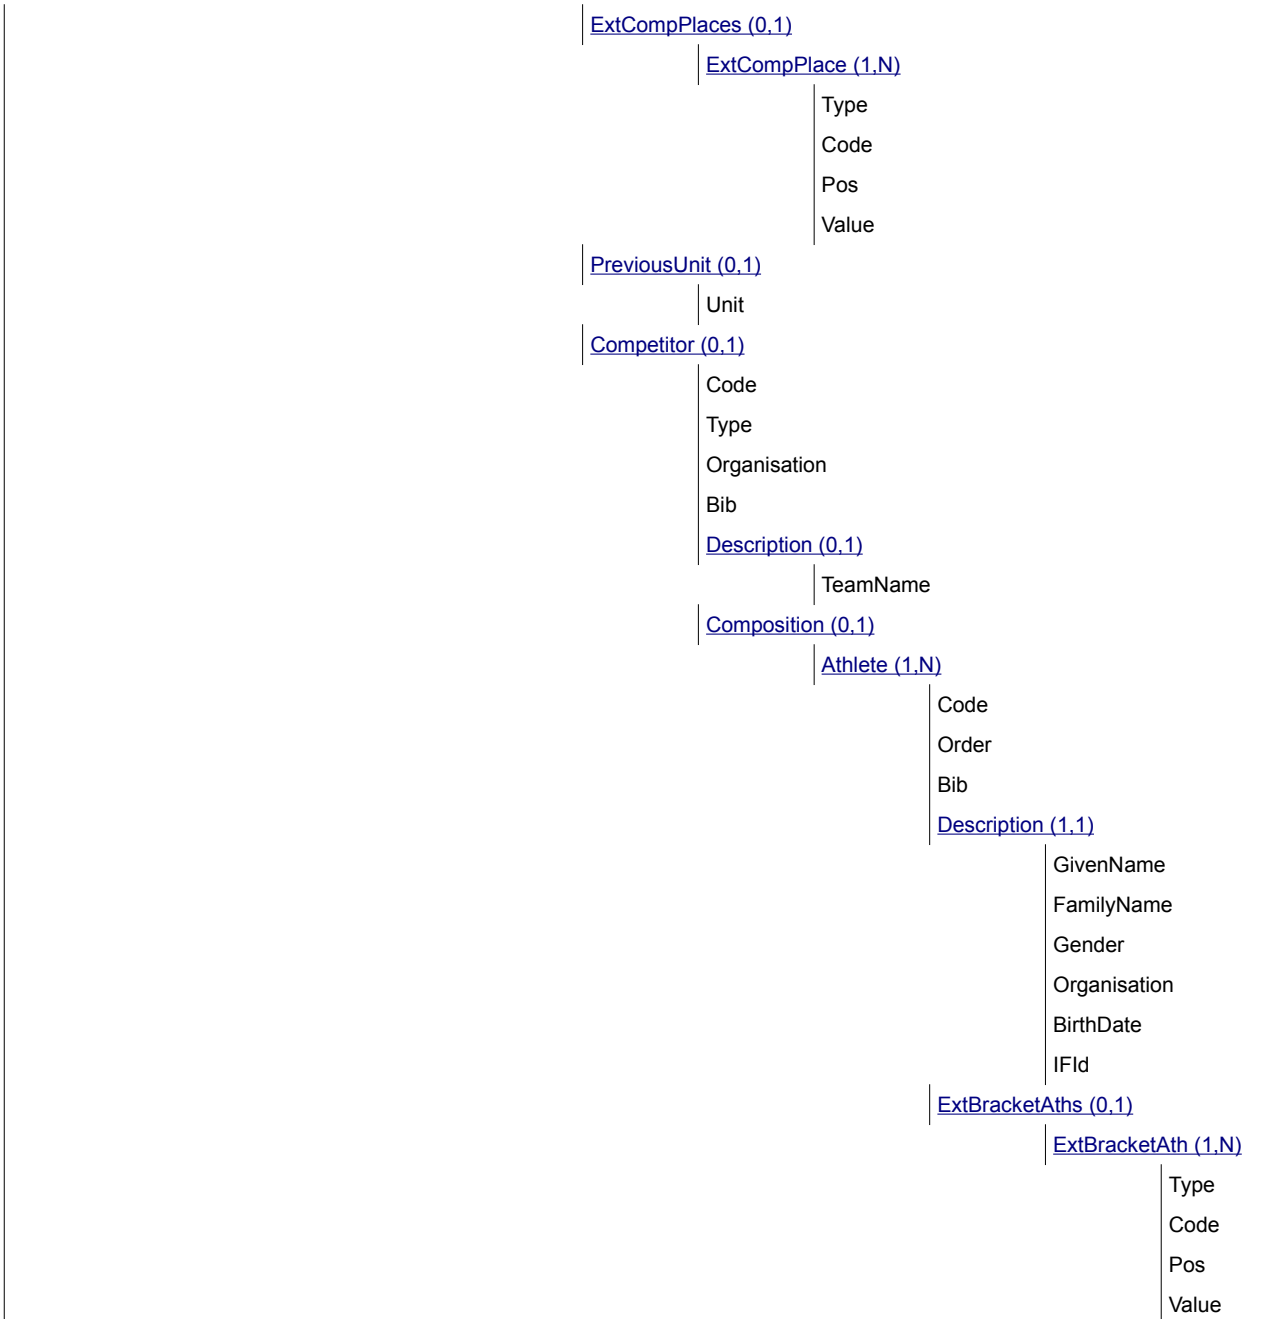 ExtCompPlaces (0,1)
ExtCompPlace (1,N)
Type
Code
Pos
Value
PreviousUnit (0,1)
Unit
Competitor (0,1)
Code
Type
Organisation
Bib
Description (0,1)
TeamName
Composition (0,1)
Athlete (1,N)
Code
Order
Bib
Description (1,1)
GivenName
FamilyName
Gender
Organisation
BirthDate
IFId
ExtBracketAths (0,1)
ExtBracketAth (1,N)
Type
Code
Pos
Value